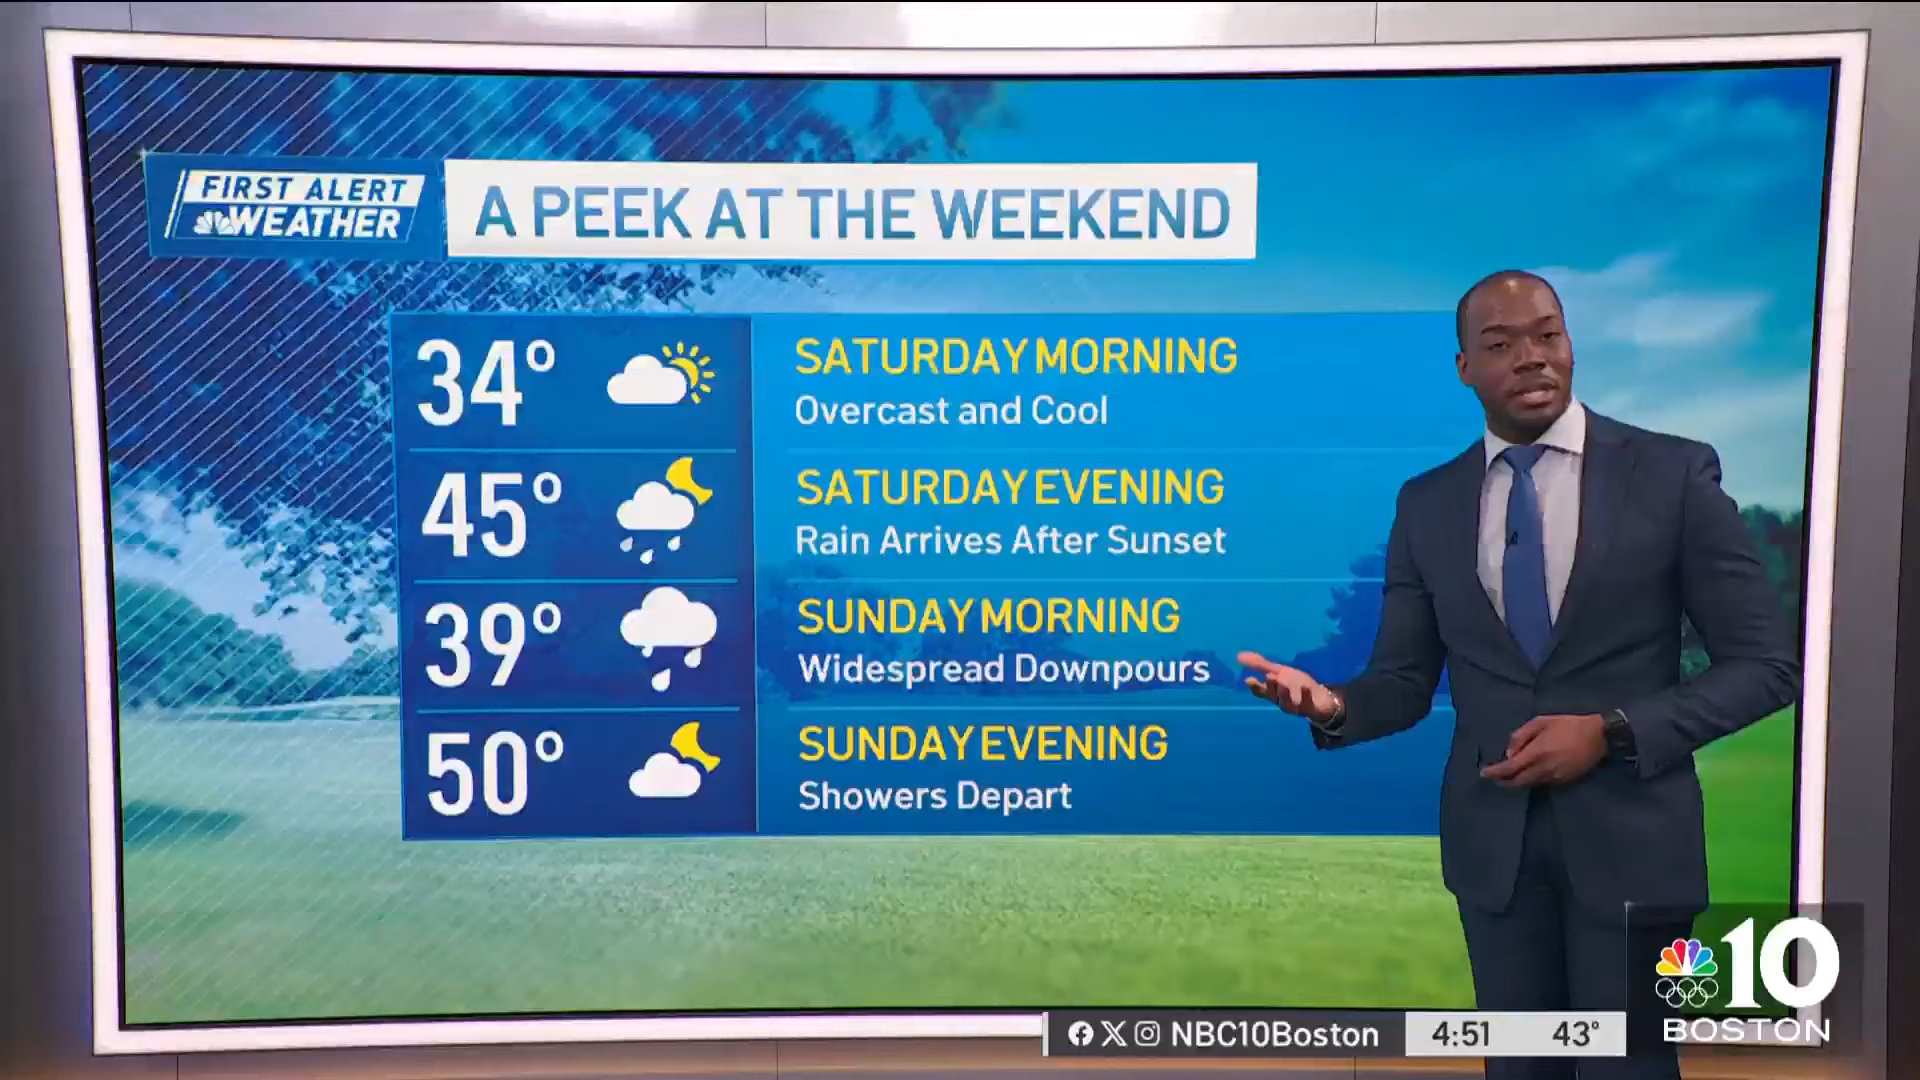 FIRST ALERT
WEATHER
A PEEK AT THE WEEKEND
34°
SATURDAY MORNING
Overcast and Cool
45°
SATURDAY EVENING
Rain Arrives After Sunset
39°
SUNDAY MORNING
Widespread Downpours
50°
SUNDAY EVENING
Showers Depart
NBC10Boston
4:51
43°
10
BOSTON